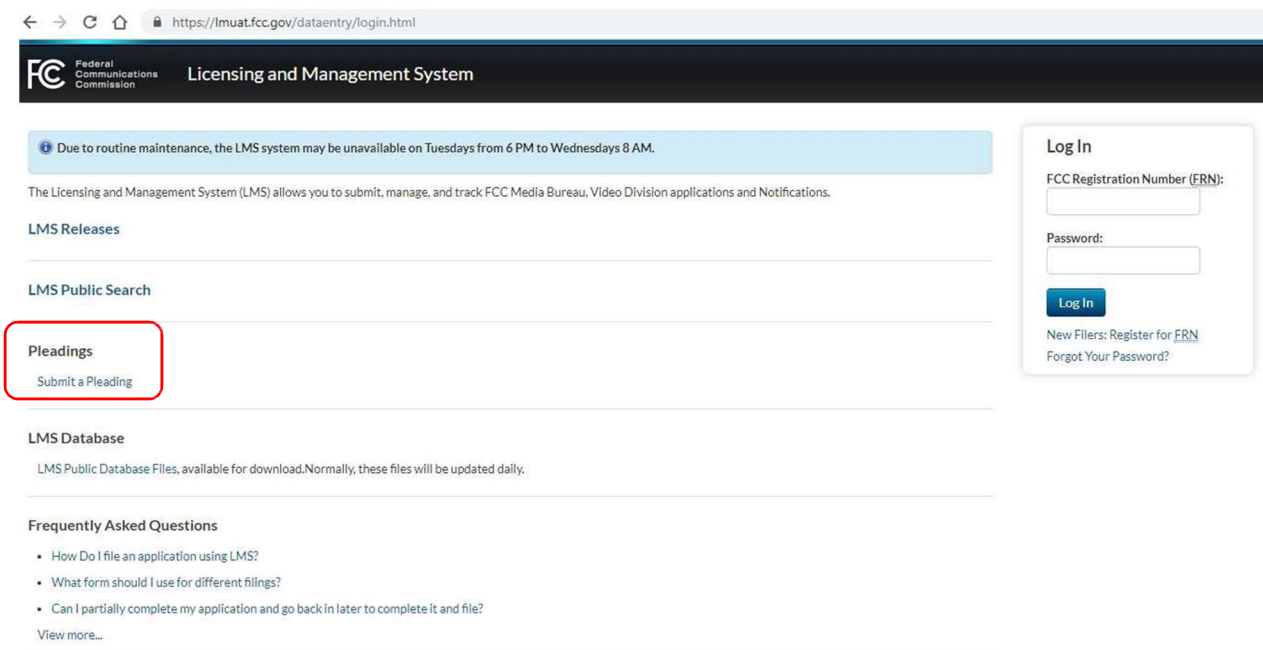 https://lmuat.fcc.gov/dataentry/login.html
FCC
Federal
Communications
Commission
Licensing and Management System
Due to routine maintenance, the LMS system may be unavailable on Tuesdays from 6 PM to Wednesdays 8 AM.
The Licensing and Management System (LMS) allows you to submit, manage, and track FCC Media Bureau, Video Division applications and Notifications.
LMS Releases
LMS Public Search
Pleadings
Submit a Pleading
LMS Database
LMS Public Database Files, available for download.Normally, these files will be updated daily.
Frequently Asked Questions
• How Do I file an application using LMS?
• What form should I use for different filings?
• Can I partially complete my application and go back in later to complete it and file?
View more...
Log In
FCC Registration Number (FRN):
Password:
Log In
New Filers: Register for FRN
Forgot Your Password?